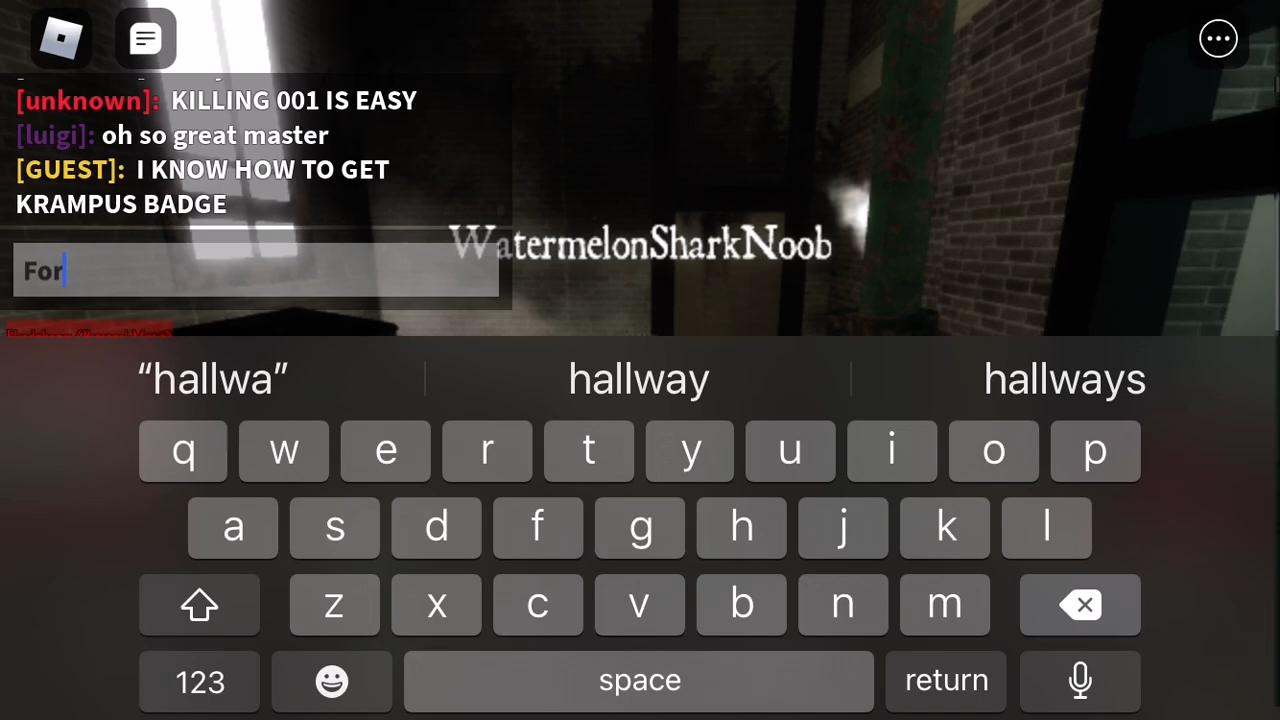 [unknown]: KILLING 001 IS EASY
[luigi]: oh so great master
[GUEST]: I KNOW HOW TO GET
KRAMPUS BADGE
WatermelonSharkNoob
For
“hallwa” hallway hallways
q w e r t y u i o p
a s d f g h j k l
z x c v b n m
123 space return